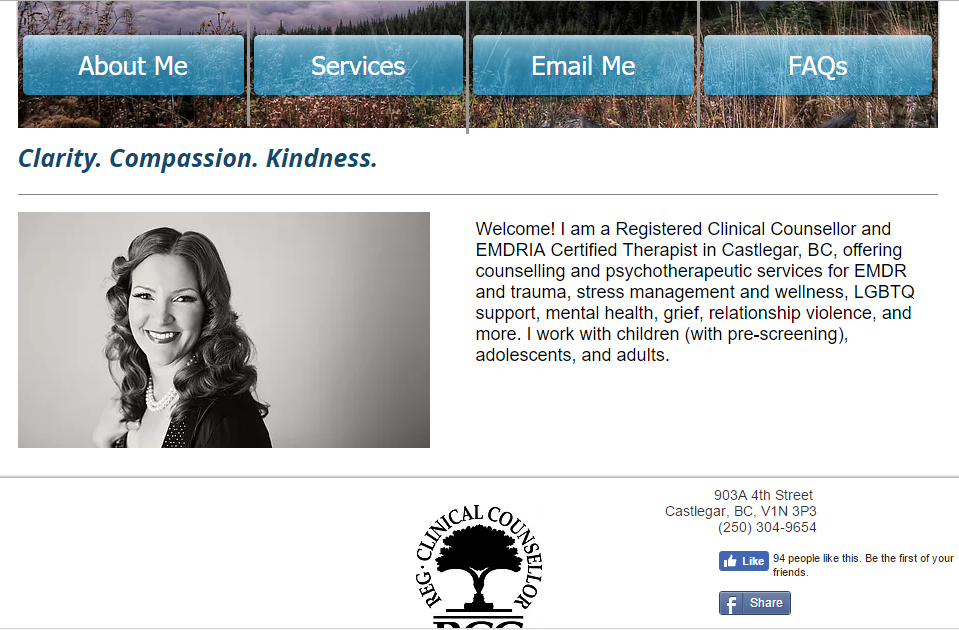 About Me
Services
Email Me
FAQs
Clarity. Compassion. Kindness.
Welcome! I am a Registered Clinical Counsellor and
EMDRIA Certified Therapist in Castlegar, BC, offering
counselling and psychotherapeutic services for EMDR
and trauma, stress management and wellness, LGBTQ
support, mental health, grief, relationship violence, and
more. I work with children (with pre-screening),
adolescents, and adults.
REG. CLINICAL COUNSELLOR
903A 4th Street
Castlegar, BC, V1N 3P3
(250) 304-9654
Like
94 people like this. Be the first of your
friends.
Share